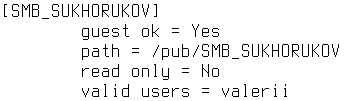 [SMB_SUKHORUKOV]
guest ok = Yes
path = /pub/SMB_SUKHORUKOV
read only = No
valid users = valerii